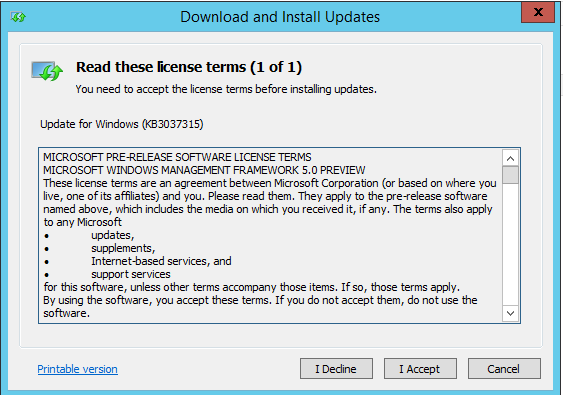 Download and Install Updates
x
Read these license terms (1 of 1)
You need to accept the license terms before installing updates.
Update for Windows (KB3037315)
MICROSOFT PRE-RELEASE SOFTWARE LICENSE TERMS
MICROSOFT WINDOWS MANAGEMENT FRAMEWORK 5.0 PREVIEW
These license terms are an agreement between Microsoft Corporation (or based on where you
live, one of its affiliates) and you. Please read them. They apply to the pre-release software
named above, which includes the media on which you received it, if any. The terms also apply
to any Microsoft
• updates,
• supplements,
• Internet-based services, and
• support services
for this software, unless other terms accompany those items. If so, those terms apply.
By using the software, you accept these terms. If you do not accept them, do not use the
software.
Printable version
I Decline
I Accept
Cancel